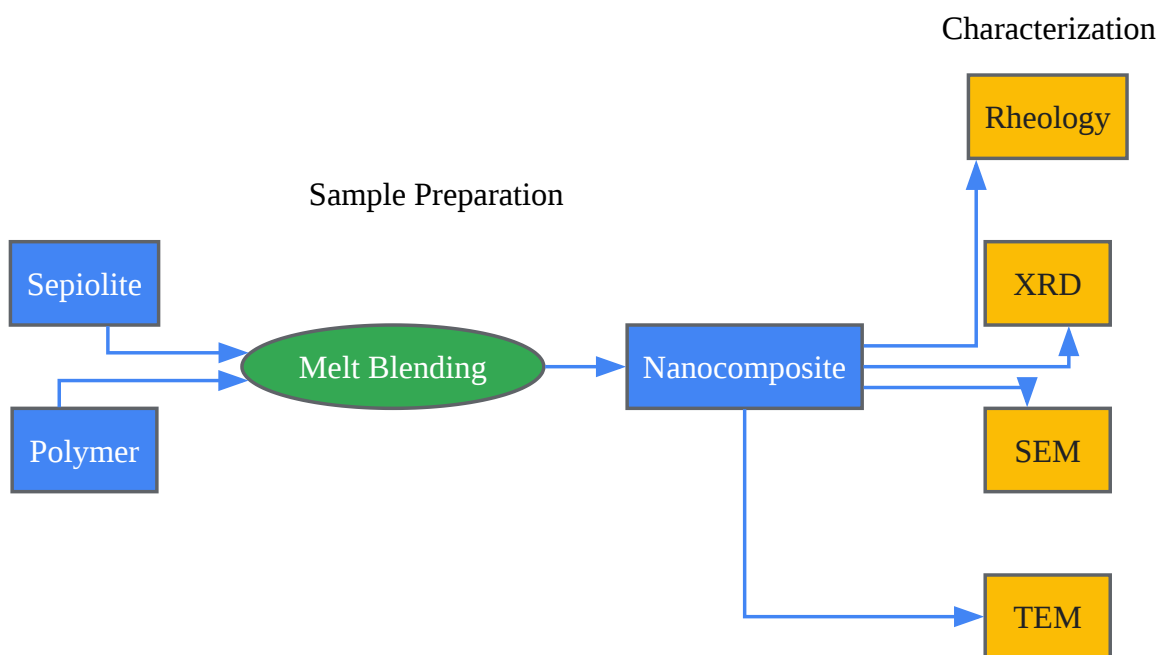 Characterization
Rheology
Sample Preparation
Sepiolite
XRD
Melt Blending
Nanocomposite
Polymer
SEM
TEM